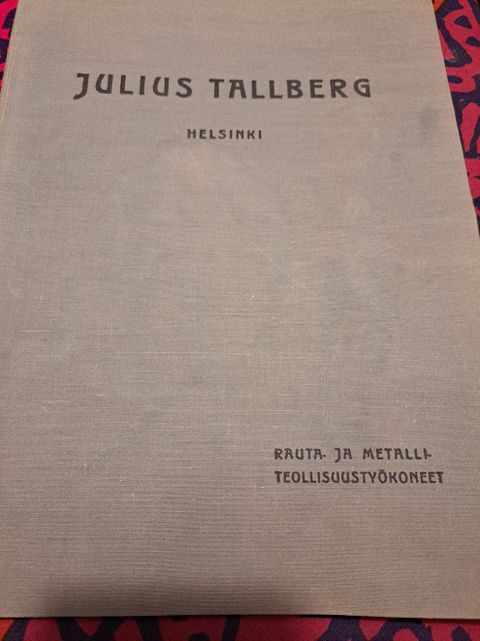 JULIUS TALLBERG
HELSINKI
RAUTA- JA METALLI-
TEOLLISUUSTYÖKONEET